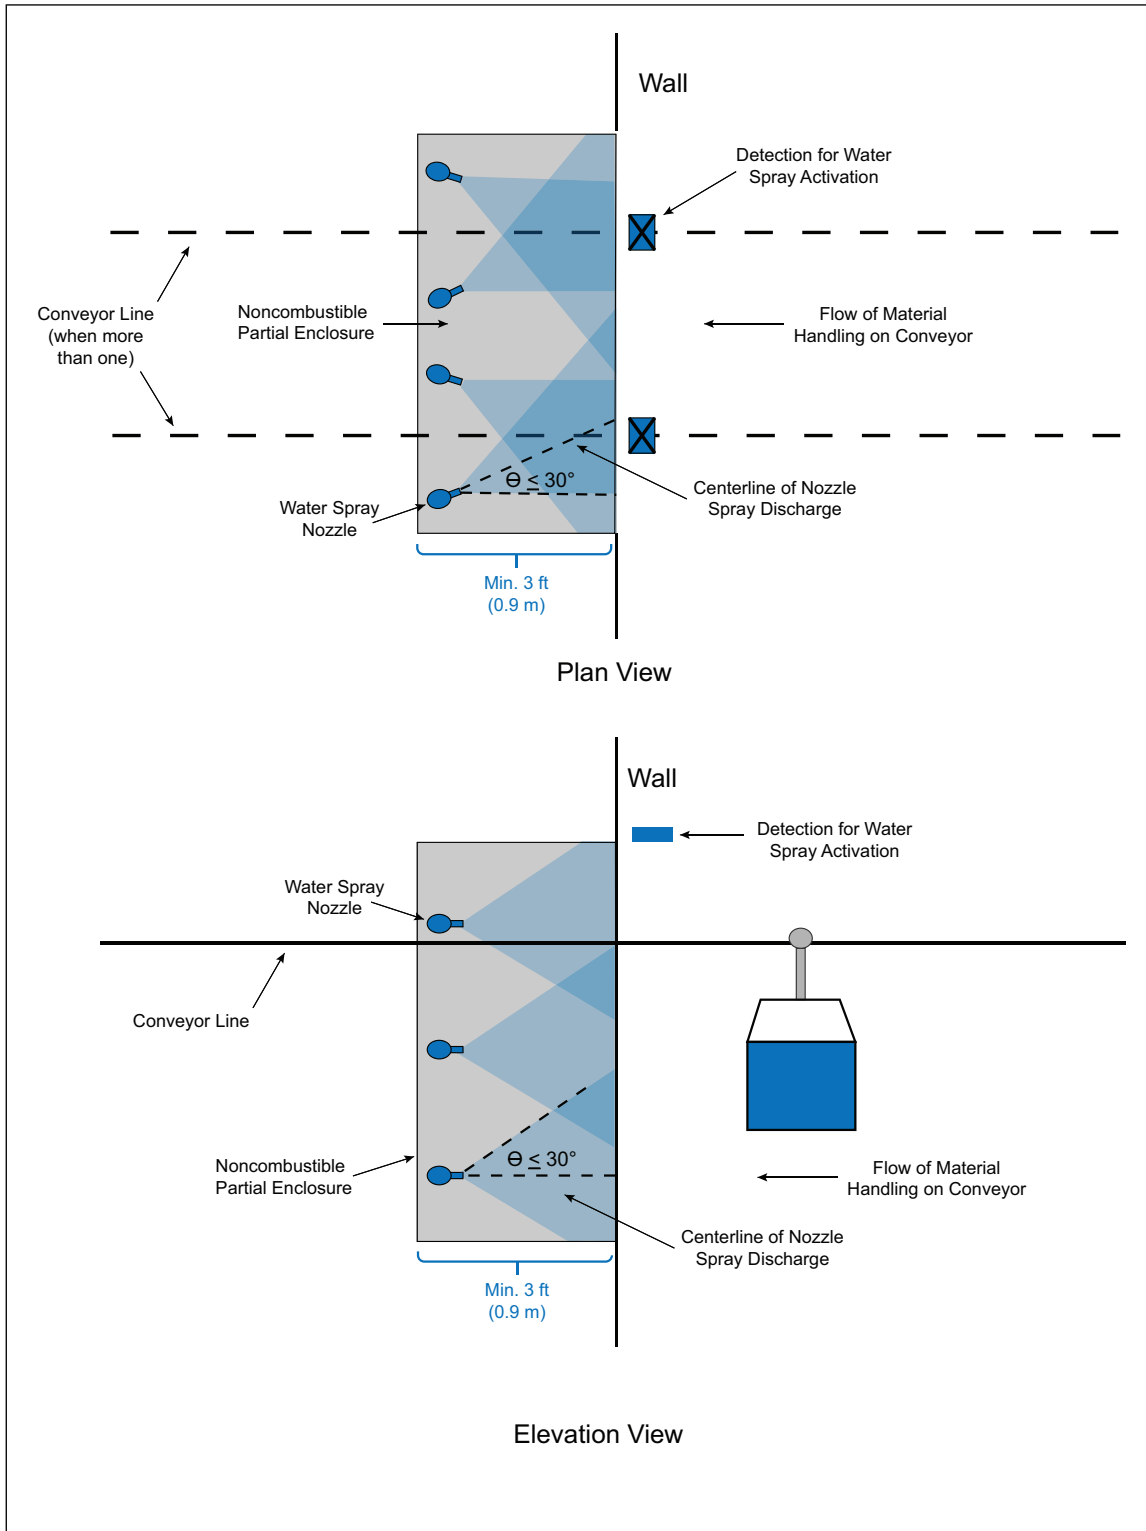 Wall
Detection for Water
Spray Activation
Conveyor Line
(when more
than one)
Noncombustible
Partial Enclosure
Flow of Material
Handling on Conveyor
Θ ≤ 30°
Water Spray
Nozzle
Centerline of Nozzle
Spray Discharge
Min. 3 ft
(0.9 m)
Plan View
Wall
Detection for Water
Spray Activation
Water Spray
Nozzle
Conveyor Line
Noncombustible
Partial Enclosure
Θ ≤ 30°
Flow of Material
Handling on Conveyor
Centerline of Nozzle
Spray Discharge
Min. 3 ft
(0.9 m)
Elevation View